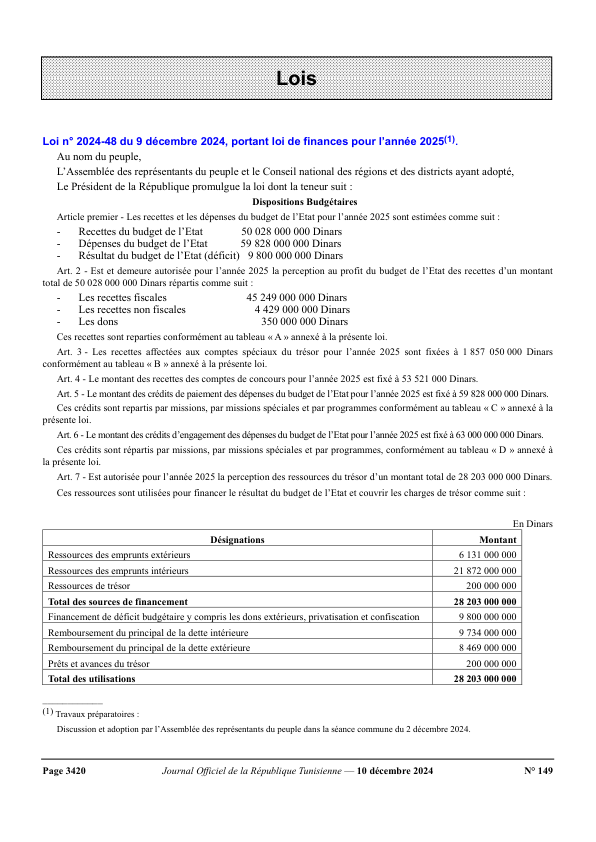 Lois
Loi n° 2024-48 du 9 décembre 2024, portant loi de finances pour l'année 2025(1).
Au nom du peuple,
L'Assemblée des représentants du peuple et le Conseil national des régions et des districts ayant adopté,
Le Président de la République promulgue la loi dont la teneur suit :
Dispositions Budgétaires
Article premier - Les recettes et les dépenses du budget de l'Etat pour l'année 2025 sont estimées comme suit :
- Recettes du budget de l'Etat 50 028 000 000 Dinars
- Dépenses du budget de l'Etat 59 828 000 000 Dinars
- Résultat du budget de l'Etat (déficit) 9 800 000 000 Dinars
Art. 2 - Est et demeure autorisée pour l'année 2025 la perception au profit du budget de l'Etat des recettes d'un montant
total de 50 028 000 000 Dinars répartis comme suit :
- Les recettes fiscales 45 249 000 000 Dinars
- Les recettes non fiscales 4 429 000 000 Dinars
- Les dons 350 000 000 Dinars
Ces recettes sont reparties conformément au tableau « A » annexé à la présente loi.
Art. 3 - Les recettes affectées aux comptes spéciaux du trésor pour l'année 2025 sont fixées à 1 857 050 000 Dinars
conformément au tableau « B » annexé à la présente loi.
Art. 4 - Le montant des recettes des comptes de concours pour l'année 2025 est fixé à 53 521 000 Dinars.
Art. 5 - Le montant des crédits de paiement des dépenses du budget de l'Etat pour l'année 2025 est fixé à 59 828 000 000 Dinars.
Ces crédits sont repartis par missions, par missions spéciales et par programmes conformément au tableau « C » annexé à la
présente loi.
Art. 6 - Le montant des crédits d'engagement des dépenses du budget de l'Etat pour l'année 2025 est fixé à 63 000 000 000 Dinars.
Ces crédits sont répartis par missions, par missions spéciales et par programmes, conformément au tableau « D » annexé à
la présente loi.
Art. 7 - Est autorisée pour l'année 2025 la perception des ressources du trésor d'un montant total de 28 203 000 000 Dinars.
Ces ressources sont utilisées pour financer le résultat du budget de l'Etat et couvrir les charges de trésor comme suit :
En Dinars
Désignations Montant
Ressources des emprunts extérieurs 6 131 000 000
Ressources des emprunts intérieurs 21 872 000 000
Ressources de trésor 200 000 000
Total des sources de financement 28 203 000 000
Financement de déficit budgétaire y compris les dons extérieurs, privatisation et confiscation 9 800 000 000
Remboursement du principal de la dette intérieure 9 734 000 000
Remboursement du principal de la dette extérieure 8 469 000 000
Prêts et avances du trésor 200 000 000
Total des utilisations 28 203 000 000
(1) Travaux préparatoires :
Discussion et adoption par l'Assemblée des représentants du peuple dans la séance commune du 2 décembre 2024.
Page 3420 Journal Officiel de la République Tunisienne — 10 décembre 2024 N° 149